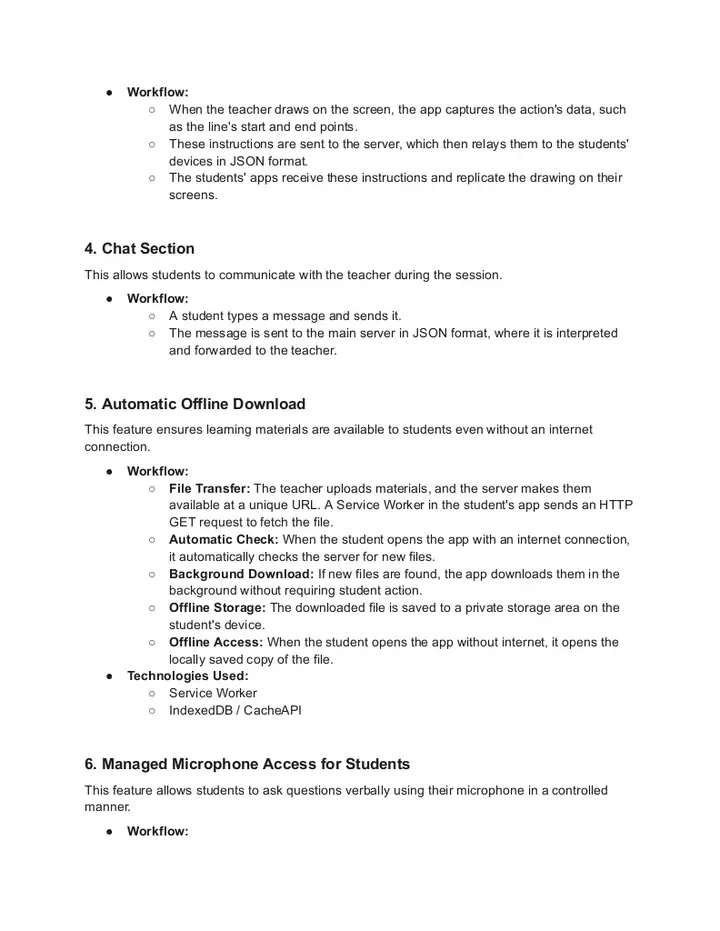 ● Workflow:
○ When the teacher draws on the screen, the app captures the action's data, such
as the line's start and end points.
○ These instructions are sent to the server, which then relays them to the students'
devices in JSON format.
○ The students' apps receive these instructions and replicate the drawing on their
screens.
4. Chat Section
This allows students to communicate with the teacher during the session.
● Workflow:
○ A student types a message and sends it.
○ The message is sent to the main server in JSON format, where it is interpreted
and forwarded to the teacher.
5. Automatic Offline Download
This feature ensures learning materials are available to students even without an internet
connection.
● Workflow:
○ File Transfer: The teacher uploads materials, and the server makes them
available at a unique URL. A Service Worker in the student's app sends an HTTP
GET request to fetch the file.
○ Automatic Check: When the student opens the app with an internet connection,
it automatically checks the server for new files.
○ Background Download: If new files are found, the app downloads them in the
background without requiring student action.
○ Offline Storage: The downloaded file is saved to a private storage area on the
student's device.
○ Offline Access: When the student opens the app without internet, it opens the
locally saved copy of the file.
● Technologies Used:
○ Service Worker
○ IndexedDB / CacheAPI
6. Managed Microphone Access for Students
This feature allows students to ask questions verbally using their microphone in a controlled
manner.
● Workflow: